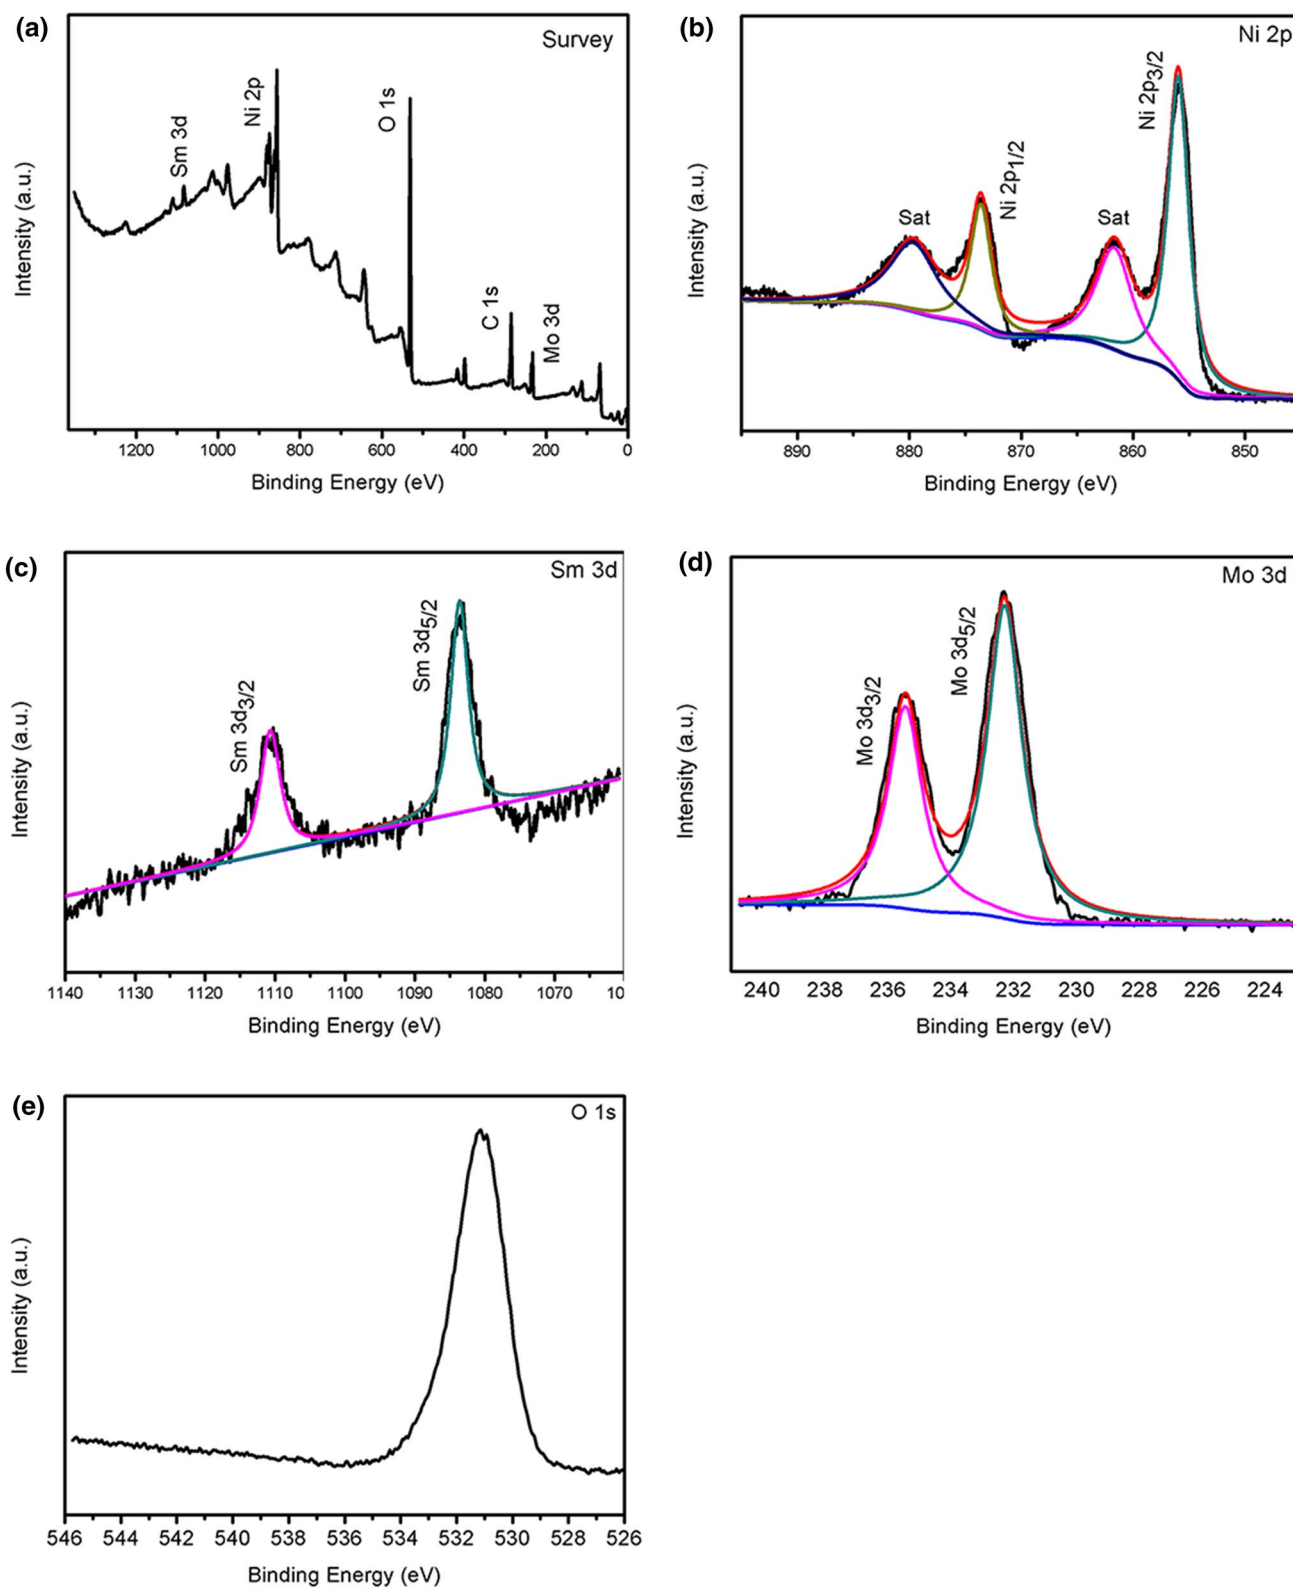 (a)
Survey
Sm 3d
Ni 2p
O 1s
C 1s
Mo 3d
Intensity (a.u.)
1200 1000 800 600 400 200 0
Binding Energy (eV)
(b)
Ni 2p
Sat
Ni 2p1/2
Sat
Ni 2p3/2
Intensity (a.u.)
890 880 870 860 850
Binding Energy (eV)
(c)
Sm 3d
Sm 3d3/2
Sm 3d5/2
Intensity (a.u.)
1140 1130 1120 1110 1100 1090 1080 1070 10
Binding Energy (eV)
(d)
Mo 3d
Mo 3d3/2
Mo 3d5/2
Intensity (a.u.)
240 238 236 234 232 230 228 226 224
Binding Energy (eV)
(e)
O 1s
Intensity (a.u.)
546 544 542 540 538 536 534 532 530 528 526
Binding Energy (eV)